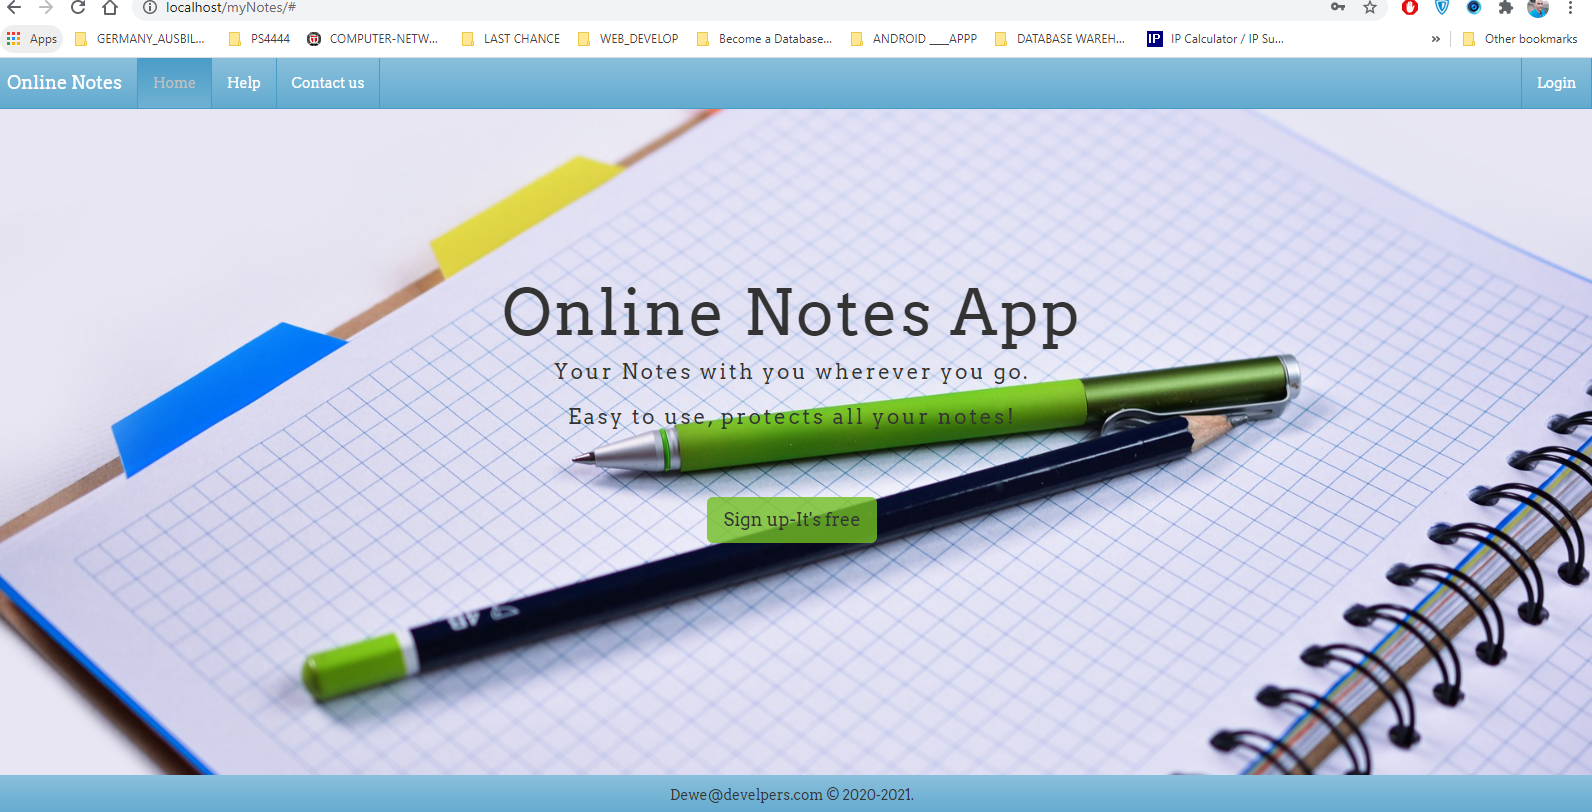 localhost/myNotes/#
Apps GERMANY_AUSBIL... PS4444 COMPUTER-NETW... LAST CHANCE WEB_DEVELOP Become a Database... ANDROID ___APPP DATABASE WAREH... IP IP Calculator / IP Su... » Other bookmarks
Online Notes Home Help Contact us Login
Online Notes App
Your Notes with you wherever you go.
Easy to use, protects all your notes!
Sign up-It's free
4B
Dewe@develpers.com © 2020-2021.